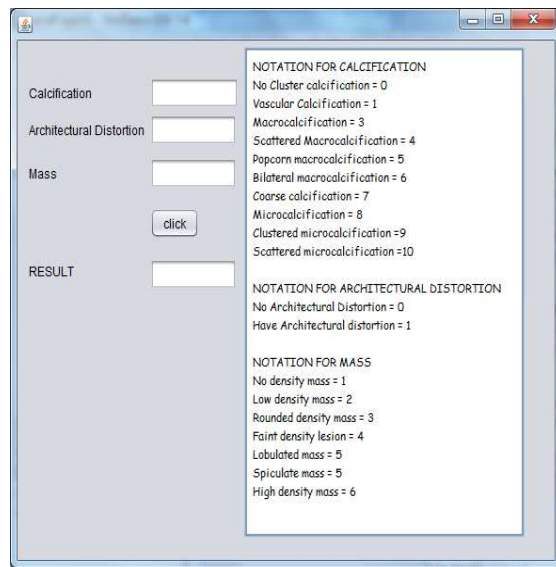 Calcification
Architectural Distortion
Mass
click
RESULT
NOTATION FOR CALCIFICATION
No Cluster calcification = 0
Vascular Calcification = 1
Macrocalcification = 3
Scattered Macrocalcification = 4
Popcorn macrocalcification = 5
Bilateral macrocalcification = 6
Coarse calcification = 7
Microcalcification = 8
Clustered microcalcification =9
Scattered microcalcification =10
NOTATION FOR ARCHITECTURAL DISTORTION
No Architectural Distortion = 0
Have Architectural distortion = 1
NOTATION FOR MASS
No density mass = 1
Low density mass = 2
Rounded density mass = 3
Faint density lesion = 4
Lobulated mass = 5
Spiculate mass = 5
High density mass = 6